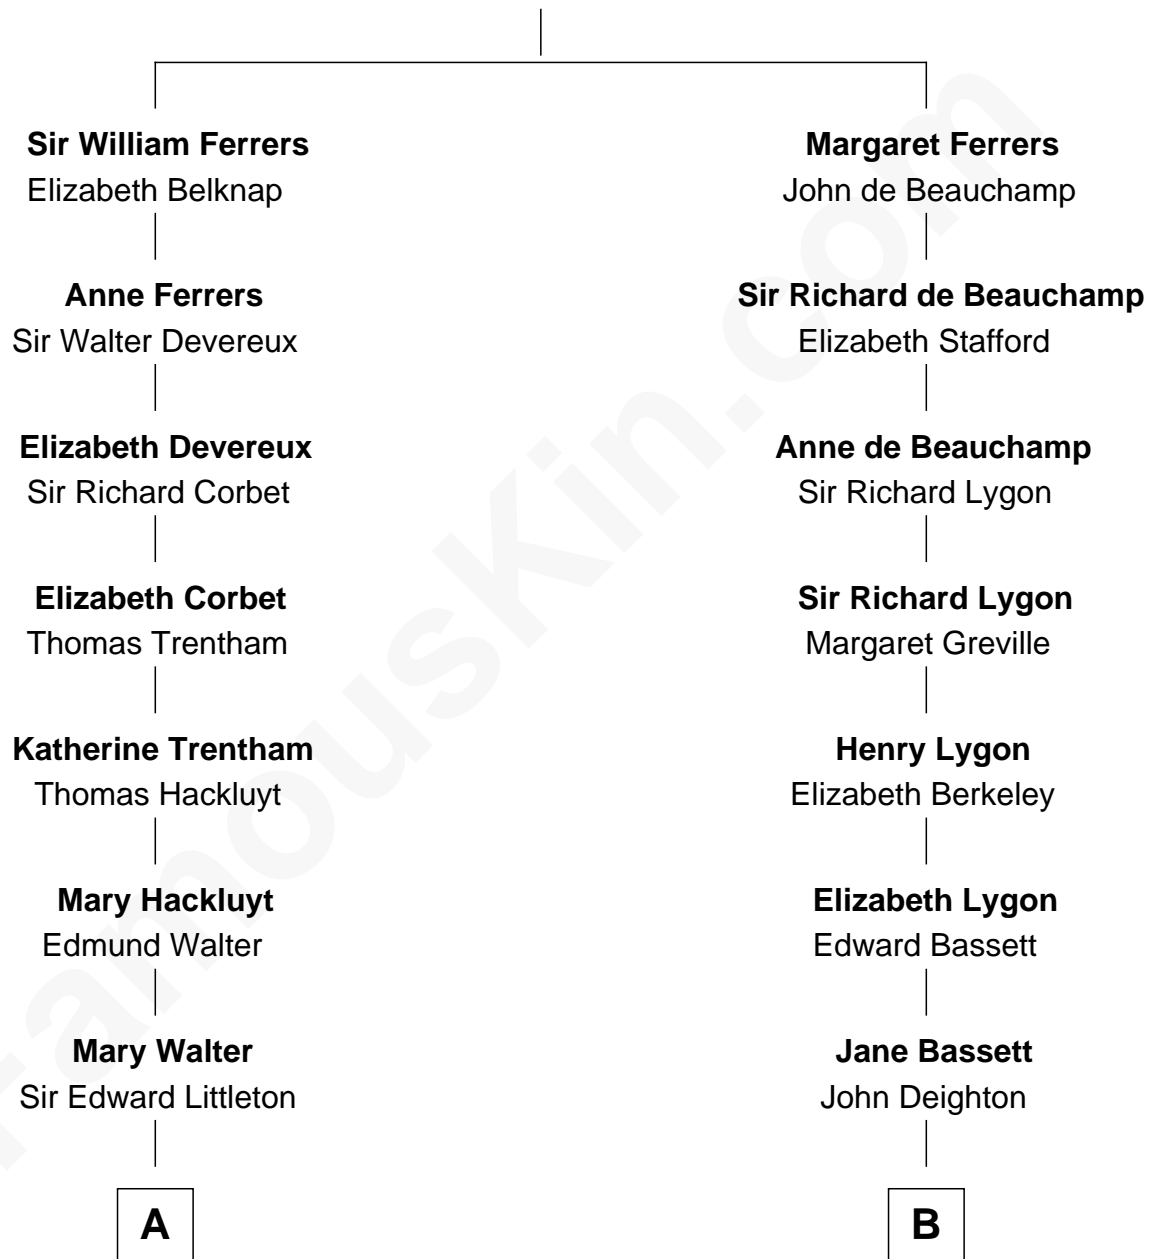 Sir William Ferrers
Elizabeth Belknap
Anne Ferrers
Sir Walter Devereux
Elizabeth Devereux
Sir Richard Corbet
Elizabeth Corbet
Thomas Trentham
Katherine Trentham
Thomas Hackluyt
Mary Hackluyt
Edmund Walter
Mary Walter
Sir Edward Littleton
A
Margaret Ferrers
John de Beauchamp
Sir Richard de Beauchamp
Elizabeth Stafford
Anne de Beauchamp
Sir Richard Lygon
Sir Richard Lygon
Margaret Greville
Henry Lygon
Elizabeth Berkeley
Elizabeth Lygon
Edward Bassett
Jane Bassett
John Deighton
B
FamousKin.com